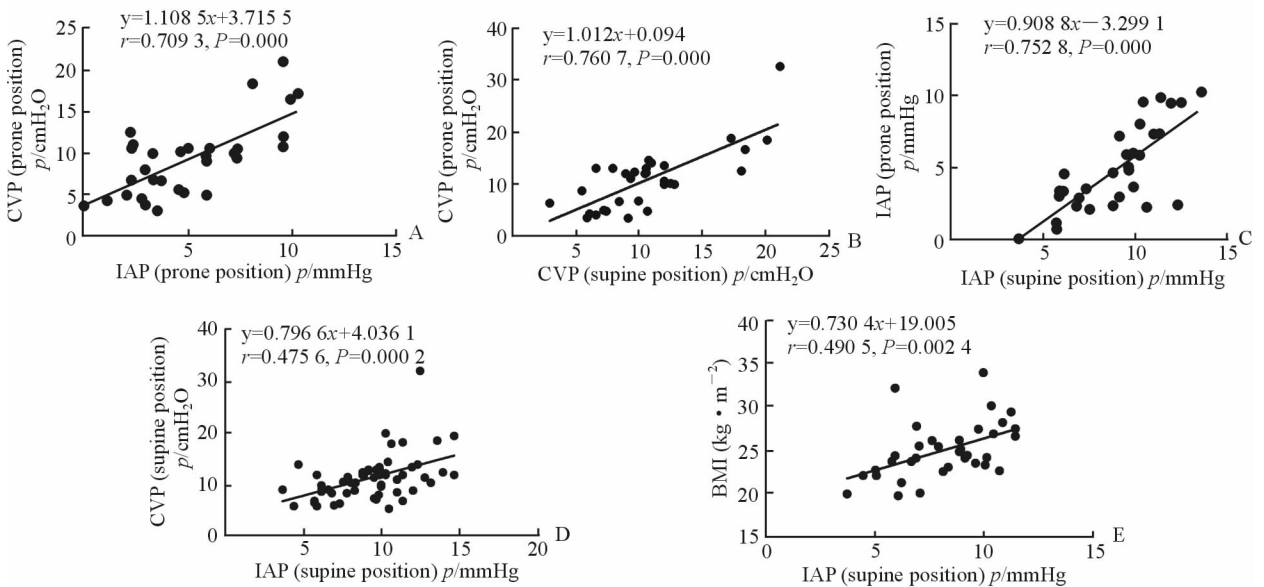 y=1.108 5x+3.715 5
r=0.709 3, P=0.000
CVP (prone position)
p/cmH₂O
25
20
15
10
5
0
5
10
15
IAP (prone position) p/mmHg
A
y=1.012x+0.094
r=0.760 7, P=0.000
CVP (prone position)
p/cmH₂O
40
30
20
10
0
5
10
15
20
25
CVP (supine position) p/cmH₂O
B
y=0.908 8x−3.299 1
r=0.752 8, P=0.000
IAP (prone position)
p/mmHg
15
10
5
0
5
10
15
IAP (supine position) p/mmHg
C
y=0.796 6x+4.036 1
r=0.475 6, P=0.000 2
CVP (supine position)
p/cmH₂O
40
30
20
10
0
5
10
15
20
IAP (supine position) p/mmHg
D
y=0.730 4x+19.005
r=0.490 5, P=0.002 4
BMI (kg·m⁻²)
40
35
30
25
20
15
0
5
10
15
IAP (supine position) p/mmHg
E